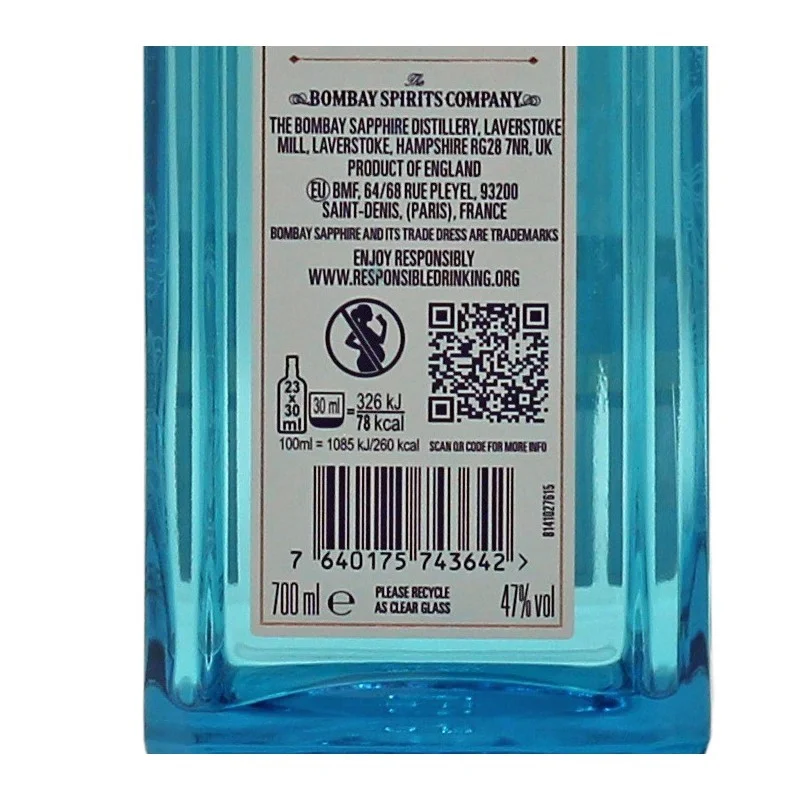 The
BOMBAY SPIRITS COMPANY
THE BOMBAY SAPPHIRE DISTILLERY, LAVERSTOKE
MILL, LAVERSTOKE, HAMPSHIRE RG28 7NR, UK
PRODUCT OF ENGLAND
EU BMF, 64/68 RUE PLEYEL, 93200
SAINT-DENIS, (PARIS), FRANCE
BOMBAY SAPPHIRE AND ITS TRADE DRESS ARE TRADEMARKS
ENJOY RESPONSIBLY
WWW.RESPONSIBLEDRINKING.ORG
23
x
30
ml
30 ml = 326 kJ
78 kcal
100ml = 1085 kJ/260 kcal
SCAN QR CODE FOR MORE INFO
8141027615
7 640175 743642 >
700 ml ℮
PLEASE RECYCLE
AS CLEAR GLASS
47% vol